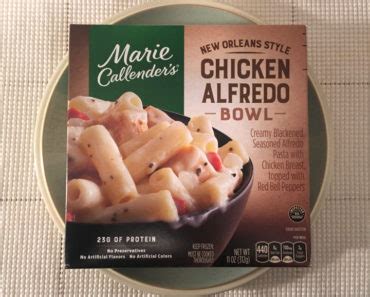 Marie
Callender's®
NEW ORLEANS STYLE
CHICKEN
ALFREDO
BOWL
Creamy Blackened
Seasoned Alfredo
Pasta with
Chicken Breast,
topped with
Red Bell Peppers
23G OF PROTEIN
No Preservatives
No Artificial Flavors No Artificial Colors
KEEP FROZEN
MUST BE COOKED
THOROUGHLY
NET WT
11 OZ (312g)
440